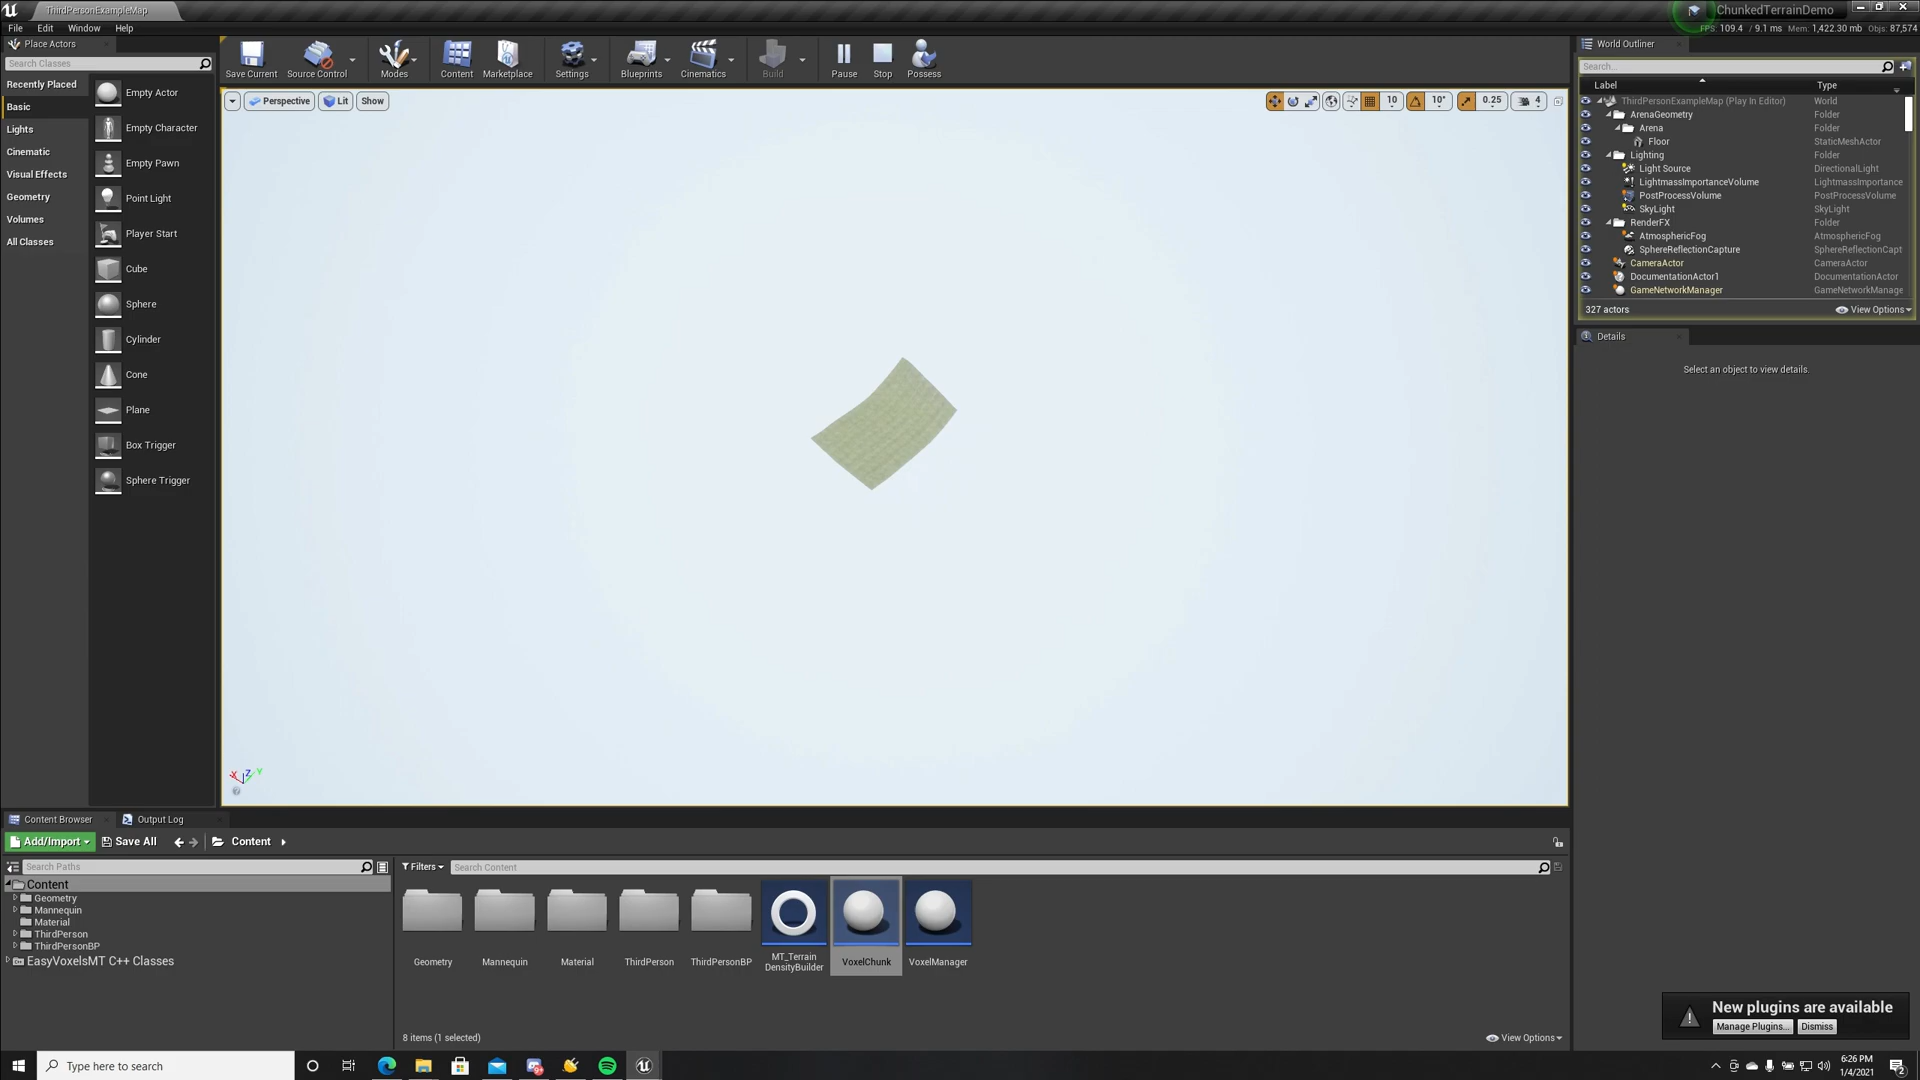 ThirdPersonExampleMap
ChunkedTerrainDemo
File Edit Window Help
FPS: 109.4 / 9.1 ms Mem: 1,422.30 mb Objs: 87,574
Place Actors
Search Classes
Recently Placed
Basic
Lights
Cinematic
Visual Effects
Geometry
Volumes
All Classes
Empty Actor
Empty Character
Empty Pawn
Point Light
Player Start
Cube
Sphere
Cylinder
Cone
Plane
Box Trigger
Sphere Trigger
Save Current Source Control Modes Content Marketplace Settings Blueprints Cinematics Build Pause Stop Possess
Perspective Lit Show
10 10° 0.25 4
X Z Y
World Outliner
Search...
Label Type
ThirdPersonExampleMap (Play In Editor) World
ArenaGeometry Folder
Arena Folder
Floor StaticMeshActor
Lighting Folder
Light Source DirectionalLight
LightmassImportanceVolume LightmassImportance
PostProcessVolume PostProcessVolume
SkyLight SkyLight
RenderFX Folder
AtmosphericFog AtmosphericFog
SphereReflectionCapture SphereReflectionCapt
CameraActor CameraActor
DocumentationActor1 DocumentationActor
GameNetworkManager GameNetworkManage
327 actors View Options
Details
Select an object to view details.
Content Browser Output Log
Add/Import Save All Content
Search Paths
Content
Geometry
Mannequin
Material
ThirdPerson
ThirdPersonBP
EasyVoxelsMT C++ Classes
Filters Search Content
Geometry Mannequin Material ThirdPerson ThirdPersonBP
MT_Terrain
DensityBuilder
VoxelChunk VoxelManager
8 items (1 selected) View Options
New plugins are available
Manage Plugins... Dismiss
Type here to search
6:26 PM
1/4/2021
2